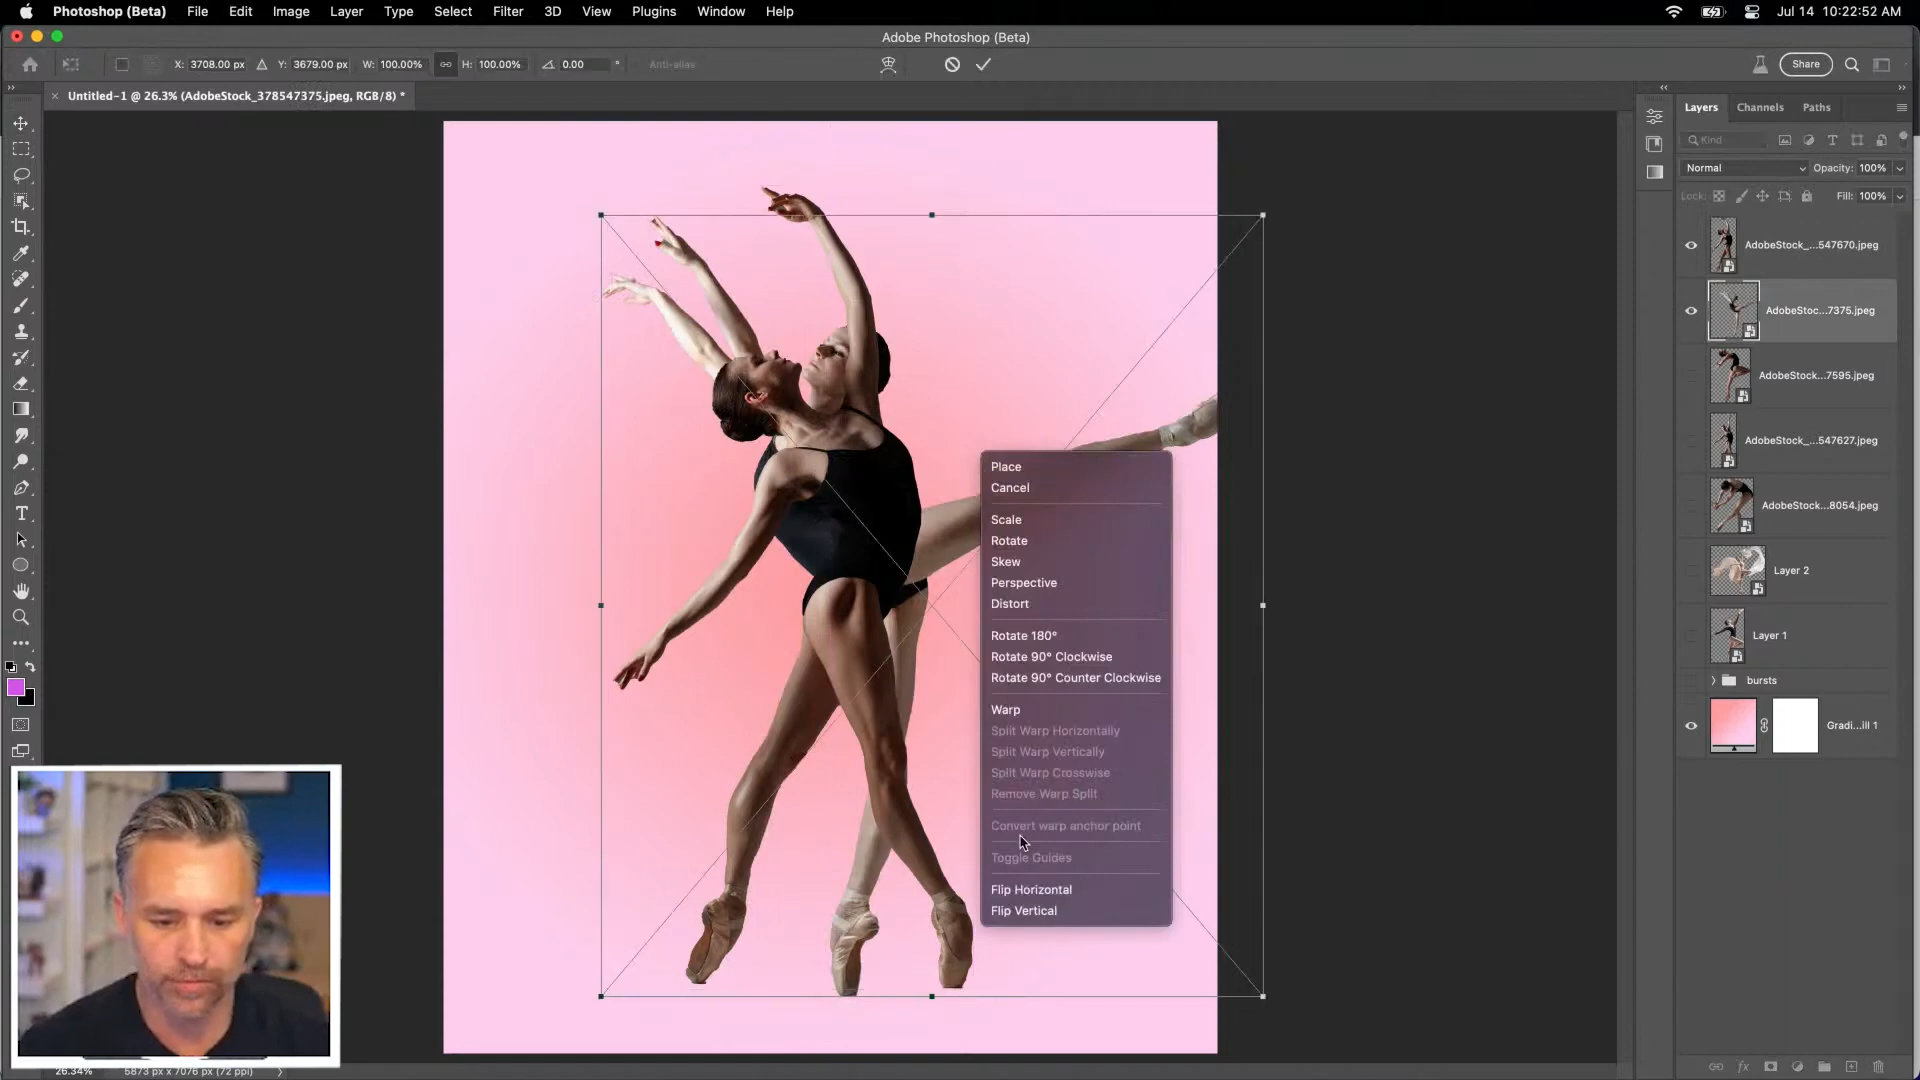 Photoshop (Beta) File Edit Image Layer Type Select Filter 3D View Plugins Window Help Jul 14 10:22:52 AM
Adobe Photoshop (Beta)
X: 3708.00 px Y: 3679.00 px W: 100.00% H: 100.00% 0.00 ° Anti-alias Share
Untitled-1 @ 26.3% (AdobeStock_378547375.jpeg, RGB/8) *
Layers Channels Paths
Kind
Normal Opacity: 100%
Lock: Fill: 100%
AdobeStock_...547670.jpeg
AdobeStoc...7375.jpeg
AdobeStock...7595.jpeg
AdobeStock_...547627.jpeg
AdobeStock...8054.jpeg
Layer 2
Layer 1
bursts
Gradi...ill 1
Place
Cancel
Scale
Rotate
Skew
Perspective
Distort
Rotate 180°
Rotate 90° Clockwise
Rotate 90° Counter Clockwise
Warp
Split Warp Horizontally
Split Warp Vertically
Split Warp Crosswise
Remove Warp Split
Convert warp anchor point
Toggle Guides
Flip Horizontal
Flip Vertical
26.34% 5873 px x 7076 px (72 ppi)